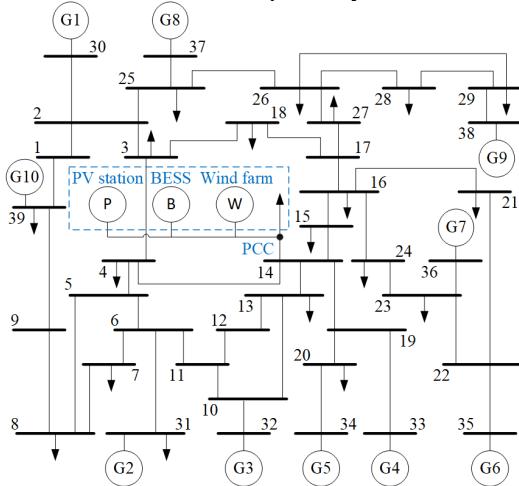 G1 G8
30 37
25 26 28 29
2 18 27 38
1 3 17 G9
G10 PV station BESS Wind farm 16
P B W 15 G7 21
39 PCC
4 14 24 36
5 13 23
9 6 12 19
7 11 20 22
10
8 31 32 34 33 35
G2 G3 G5 G4 G6